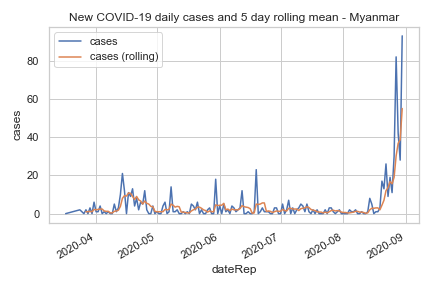 New COVID-19 daily cases and 5 day rolling mean - Myanmar
cases
cases (rolling)
80
60
40
20
0
cases
2020-04
2020-05
2020-06
2020-07
2020-08
2020-09
dateRep